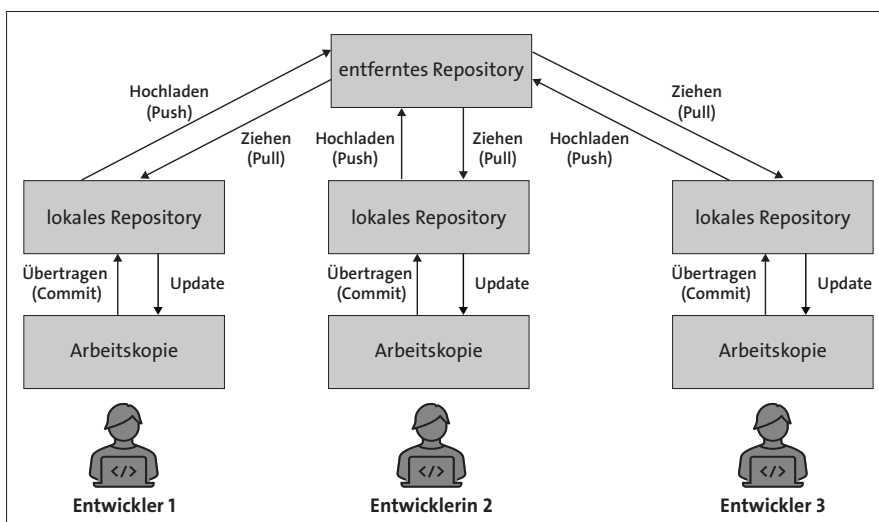 entferntes Repository
Hochladen
(Push)
Ziehen
(Pull)
Hochladen
(Push)
Ziehen
(Pull)
Ziehen
(Pull)
Hochladen
(Push)
lokales Repository
lokales Repository
lokales Repository
Übertragen
(Commit)
Update
Übertragen
(Commit)
Update
Übertragen
(Commit)
Update
Arbeitskopie
Arbeitskopie
Arbeitskopie
</>
</>
</>
Entwickler 1
Entwicklerin 2
Entwickler 3